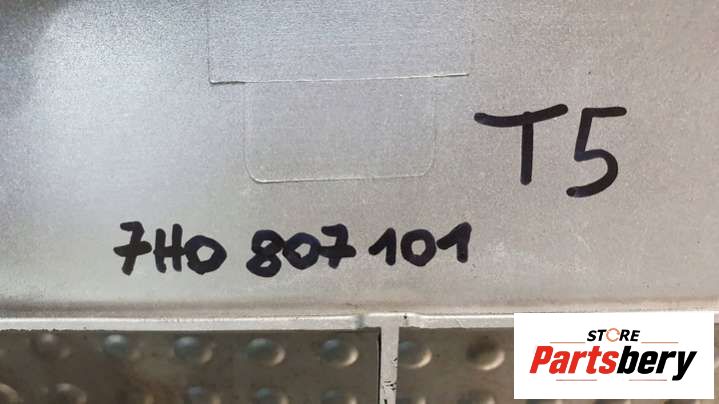 T5
7H0 807 101
STORE
Partsbery